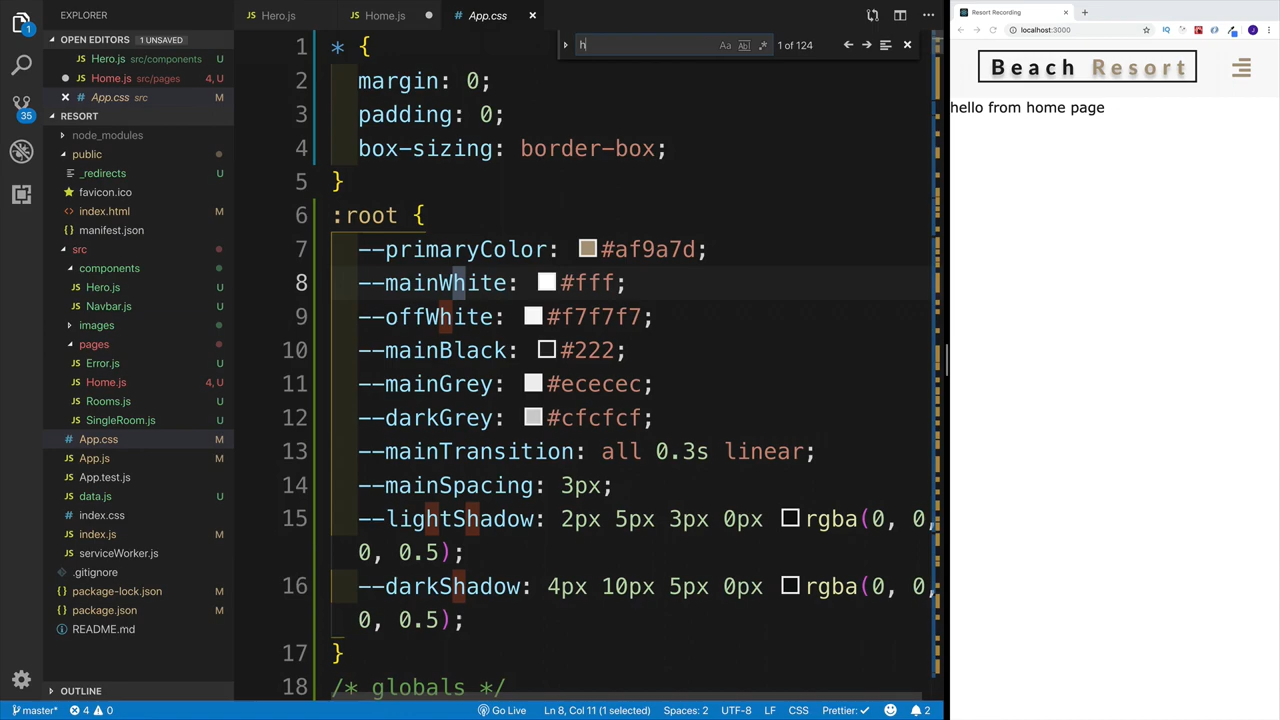 EXPLORER
OPEN EDITORS 1 UNSAVED
Hero.js src/components
Home.js src/pages 4, U
App.css src M
RESORT
node_modules
public
_redirects U
favicon.ico
index.html M
manifest.json
src
components
Hero.js U
Navbar.js U
images
pages
Error.js U
Home.js 4, U
Rooms.js U
SingleRoom.js U
App.css M
App.js M
App.test.js
data.js U
index.css
index.js M
serviceWorker.js
.gitignore
package-lock.json M
package.json M
README.md
OUTLINE
1
35
Hero.js
Home.js
App.css
h
Aa
Abl
1 of 124
1 * {
2 margin: 0;
3 padding: 0;
4 box-sizing: border-box;
5 }
6 :root {
7 --primaryColor: #af9a7d;
8 --mainWhite: #fff;
9 --offWhite: #f7f7f7;
10 --mainBlack: #222;
11 --mainGrey: #ececec;
12 --darkGrey: #cfcfcf;
13 --mainTransition: all 0.3s linear;
14 --mainSpacing: 3px;
15 --lightShadow: 2px 5px 3px 0px rgba(0, 0,
0, 0.5);
16 --darkShadow: 4px 10px 5px 0px rgba(0, 0,
0, 0.5);
17 }
18 /* globals */
master* 4 0 Go Live Ln 8, Col 11 (1 selected) Spaces: 2 UTF-8 LF CSS Prettier: ✓ 2
Resort Recording
localhost:3000
Beach Resort
hello from home page